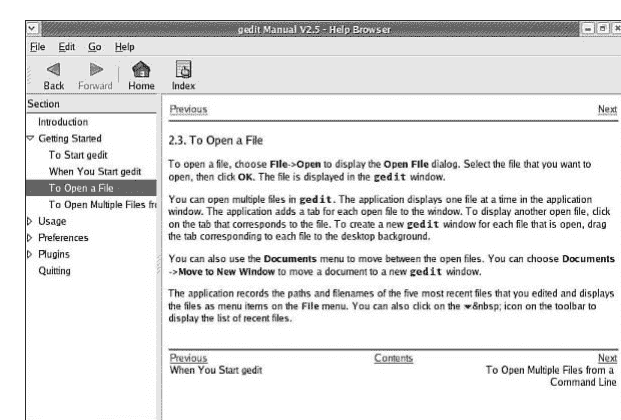 gedit Manual V2.5 - Help Browser
File Edit Go Help
Back Forward Home Index
Section
Introduction
Getting Started
To Start gedit
When You Start gedit
To Open a File
To Open Multiple Files fr
Usage
Preferences
Plugins
Quitting
Previous Next
2.3. To Open a File
To open a file, choose File->Open to display the Open File dialog. Select the file that you want to
open, then click OK. The file is displayed in the gedit window.
You can open multiple files in gedit. The application displays one file at a time in the application
window. The application adds a tab for each open file to the window. To display another open file, click
on the tab that corresponds to the file. To create a new gedit window for each file that is open, drag
the tab corresponding to each file to the desktop background.
You can also use the Documents menu to move between the open files. You can choose Documents
->Move to New Window to move a document to a new gedit window.
The application records the paths and filenames of the five most recent files that you edited and displays
the files as menu items on the File menu. You can also click on the &nbsp; icon on the toolbar to
display the list of recent files.
Previous Contents Next
When You Start gedit To Open Multiple Files from a
Command Line